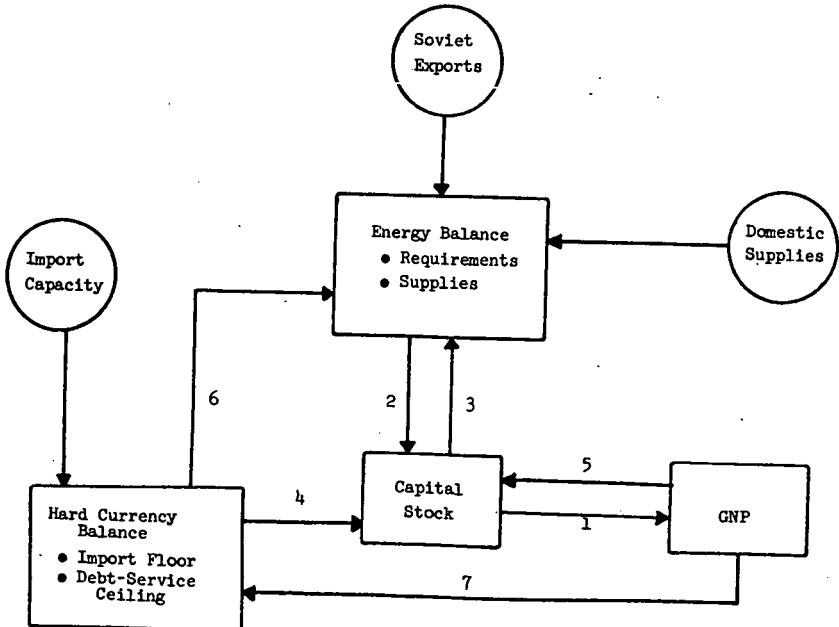 Soviet
Exports
Energy Balance
● Requirements
● Supplies
Domestic
Supplies
Import
Capacity
6
2
3
5
Capital
Stock
GNP
4
1
Hard Currency
Balance
● Import Floor
● Debt-Service
Ceiling
7